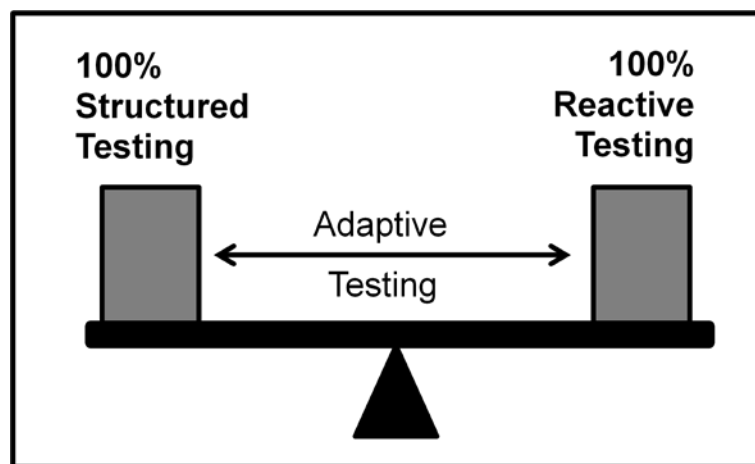 100%
Structured
Testing
100%
Reactive
Testing
Adaptive
Testing